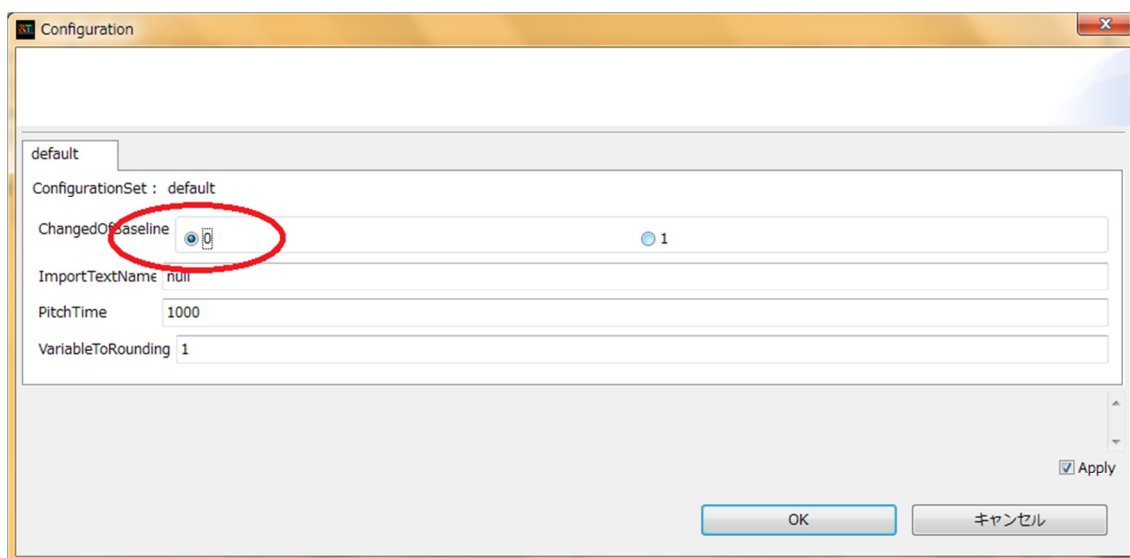 Configuration
default
ConfigurationSet : default
ChangedOfBaseline 0 1
ImportTextName null
PitchTime 1000
VariableToRounding 1
Apply
OK キャンセル